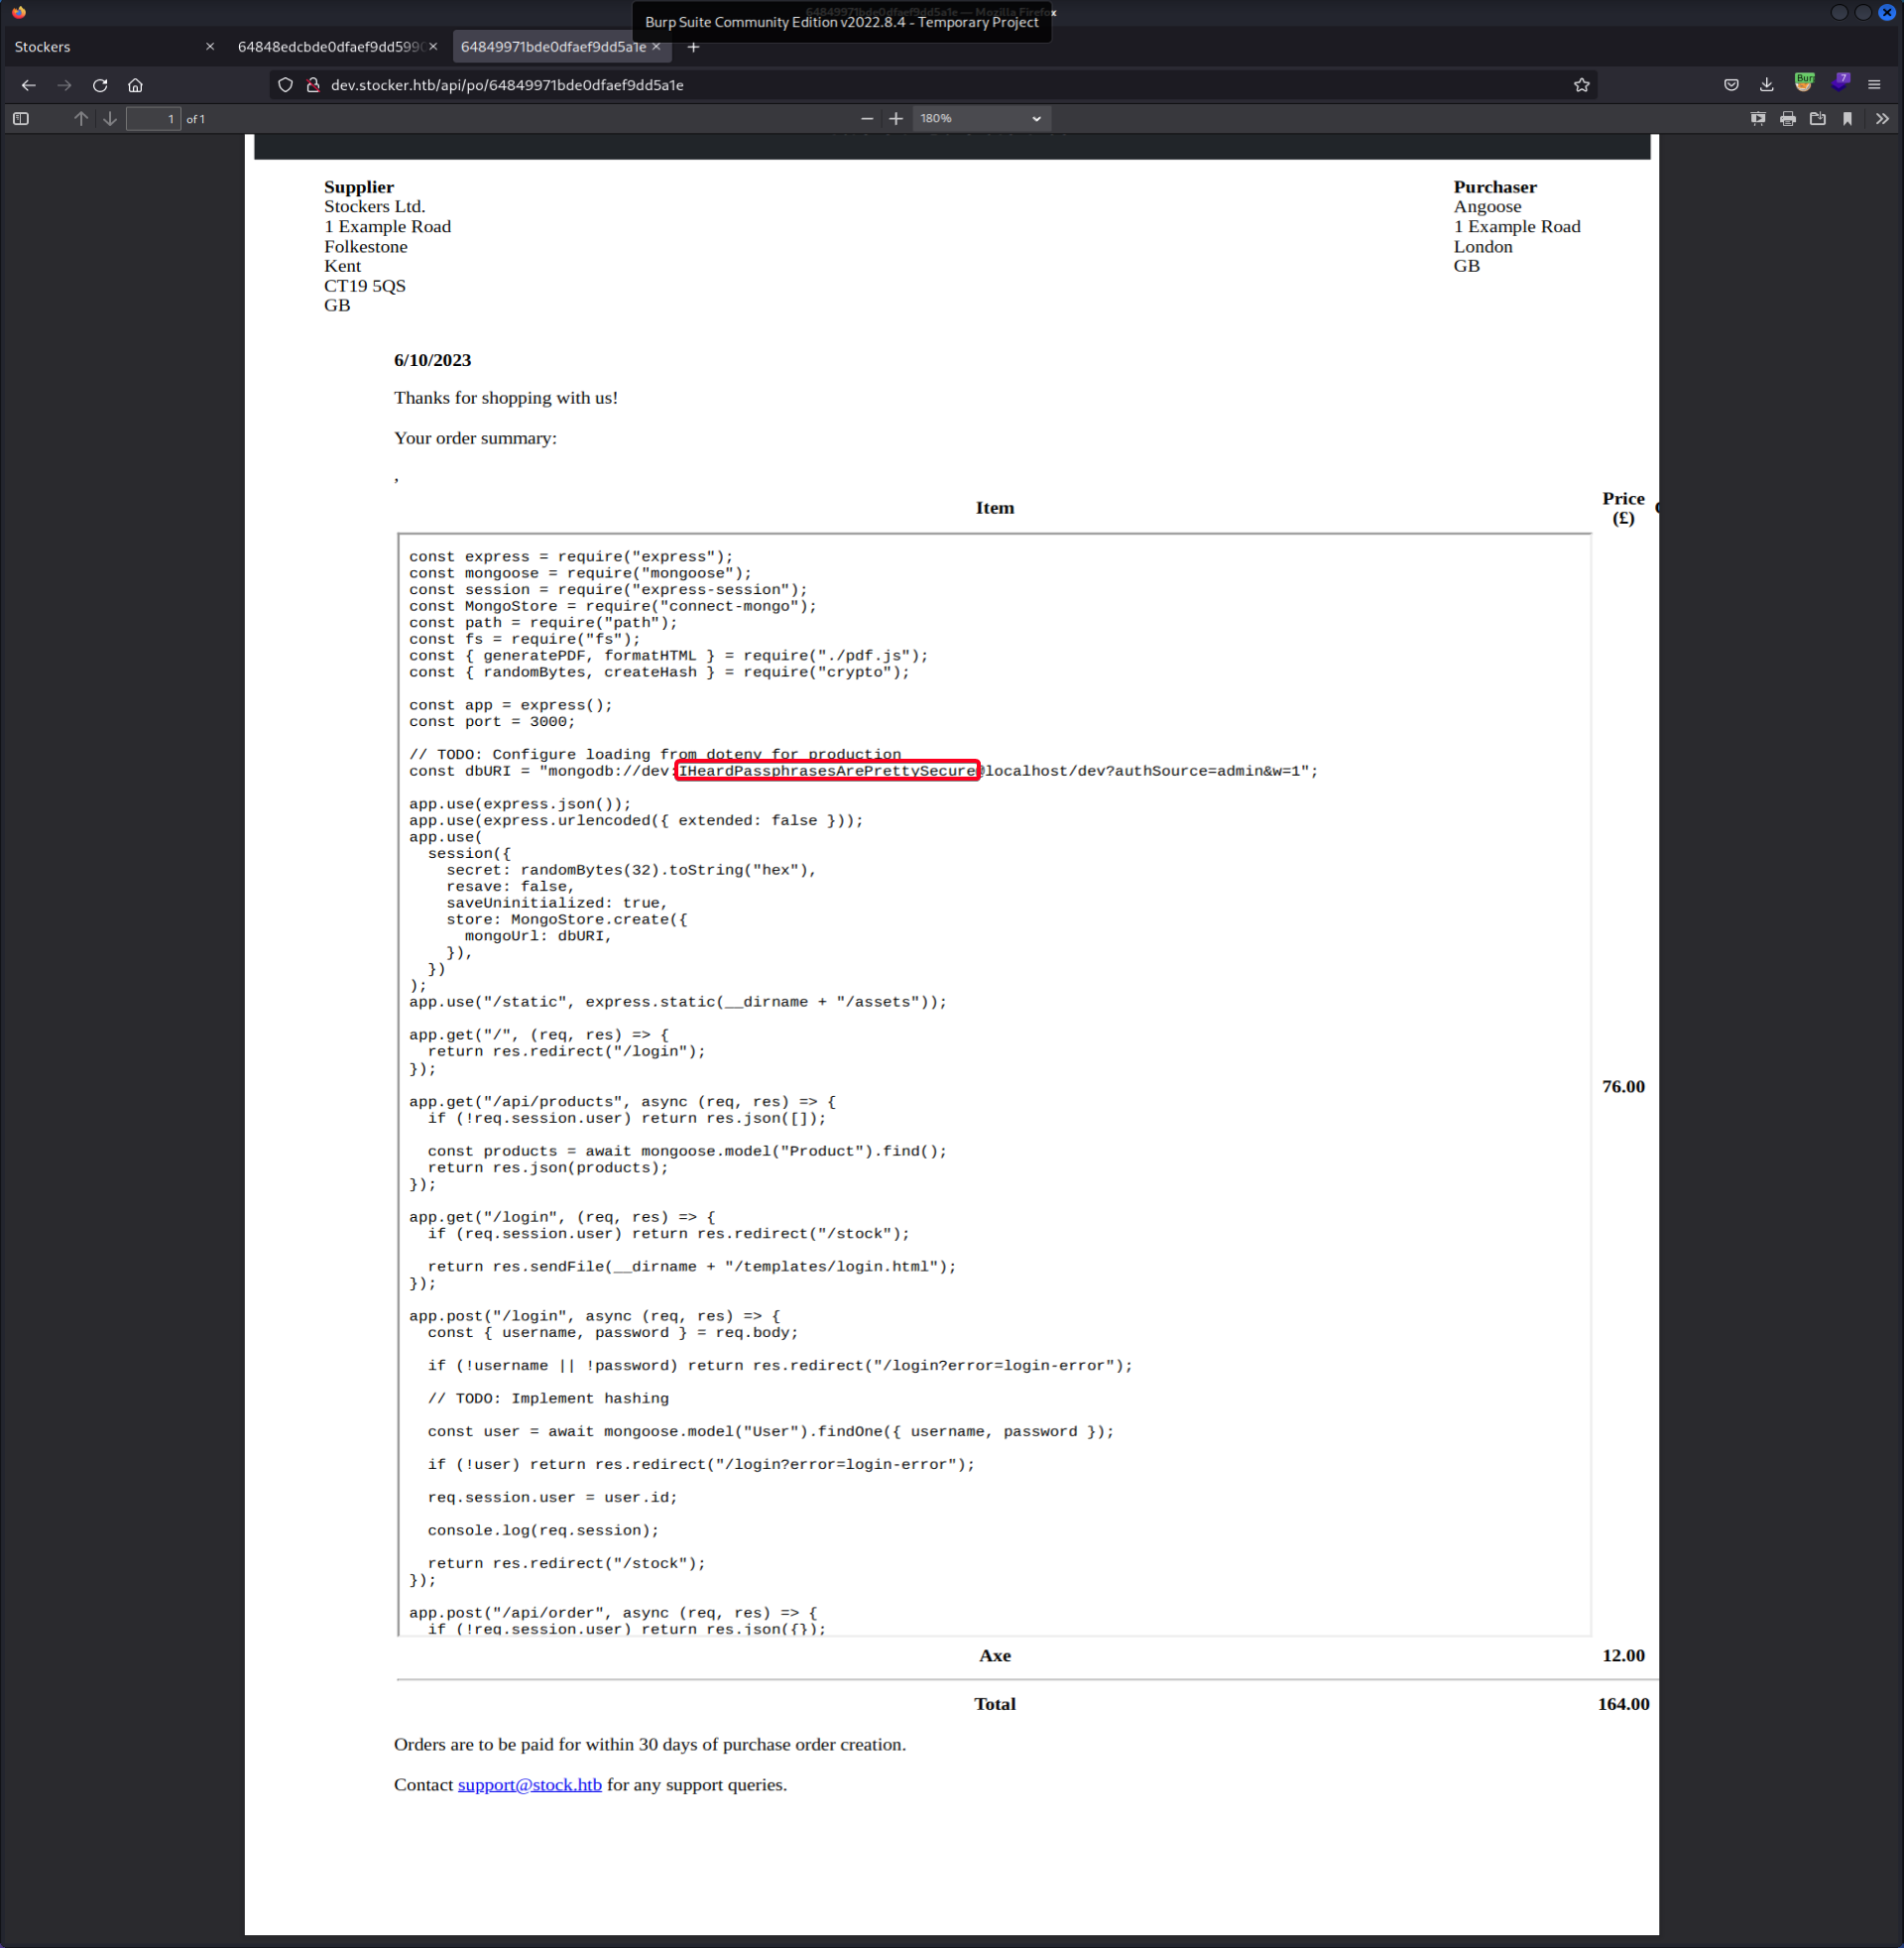 64849971bde0dfaef9dd5a1e — Mozilla Firefox
Burp Suite Community Edition v2022.8.4 - Temporary Project
Stockers
64848edcbde0dfaef9dd599
64849971bde0dfaef9dd5a1e
dev.stocker.htb/api/po/64849971bde0dfaef9dd5a1e
Bur
7
1 of 1
180%
Supplier
Stockers Ltd.
1 Example Road
Folkestone
Kent
CT19 5QS
GB
Purchaser
Angoose
1 Example Road
London
GB
6/10/2023
Thanks for shopping with us!
Your order summary:
,
Item
Price
(£)
const express = require("express");
const mongoose = require("mongoose");
const session = require("express-session");
const MongoStore = require("connect-mongo");
const path = require("path");
const fs = require("fs");
const { generatePDF, formatHTML } = require("./pdf.js");
const { randomBytes, createHash } = require("crypto");
const app = express();
const port = 3000;
// TODO: Configure loading from dotenv for production
const dbURI = "mongodb://dev:IHeardPassphrasesArePrettySecure@localhost/dev?authSource=admin&w=1";
app.use(express.json());
app.use(express.urlencoded({ extended: false }));
app.use(
  session({
    secret: randomBytes(32).toString("hex"),
    resave: false,
    saveUninitialized: true,
    store: MongoStore.create({
      mongoUrl: dbURI,
    }),
  })
);
app.use("/static", express.static(__dirname + "/assets"));
app.get("/", (req, res) => {
  return res.redirect("/login");
});
76.00
app.get("/api/products", async (req, res) => {
  if (!req.session.user) return res.json([]);
  const products = await mongoose.model("Product").find();
  return res.json(products);
});
app.get("/login", (req, res) => {
  if (req.session.user) return res.redirect("/stock");
  return res.sendFile(__dirname + "/templates/login.html");
});
app.post("/login", async (req, res) => {
  const { username, password } = req.body;
  if (!username || !password) return res.redirect("/login?error=login-error");
  // TODO: Implement hashing
  const user = await mongoose.model("User").findOne({ username, password });
  if (!user) return res.redirect("/login?error=login-error");
  req.session.user = user.id;
  console.log(req.session);
  return res.redirect("/stock");
});
app.post("/api/order", async (req, res) => {
  if (!req.session.user) return res.json({});
Axe 12.00
Total 164.00
Orders are to be paid for within 30 days of purchase order creation.
Contact support@stock.htb for any support queries.